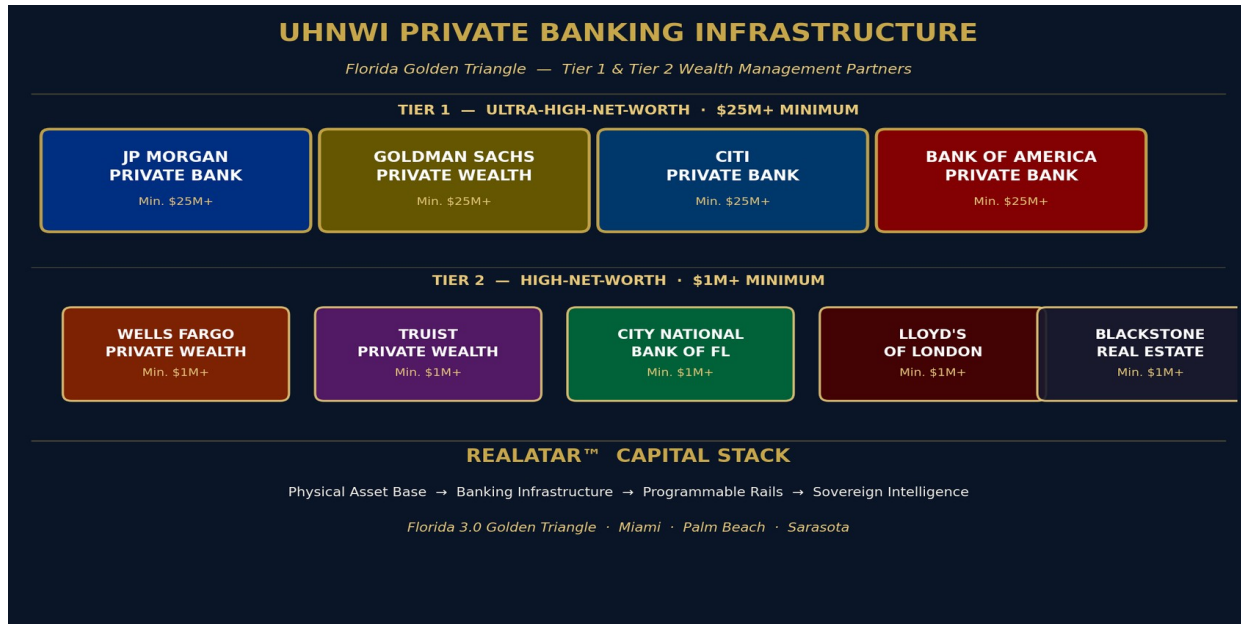 UHNWI PRIVATE BANKING INFRASTRUCTURE
Florida Golden Triangle — Tier 1 & Tier 2 Wealth Management Partners
TIER 1 — ULTRA-HIGH-NET-WORTH · $25M+ MINIMUM
JP MORGAN
PRIVATE BANK
Min. $25M+
GOLDMAN SACHS
PRIVATE WEALTH
Min. $25M+
CITI
PRIVATE BANK
Min. $25M+
BANK OF AMERICA
PRIVATE BANK
Min. $25M+
TIER 2 — HIGH-NET-WORTH · $1M+ MINIMUM
WELLS FARGO
PRIVATE WEALTH
Min. $1M+
TRUIST
PRIVATE WEALTH
Min. $1M+
CITY NATIONAL
BANK OF FL
Min. $1M+
LLOYD'S
OF LONDON
Min. $1M+
BLACKSTONE
REAL ESTATE
Min. $1M+
REALATAR™ CAPITAL STACK
Physical Asset Base → Banking Infrastructure → Programmable Rails → Sovereign Intelligence
Florida 3.0 Golden Triangle · Miami · Palm Beach · Sarasota